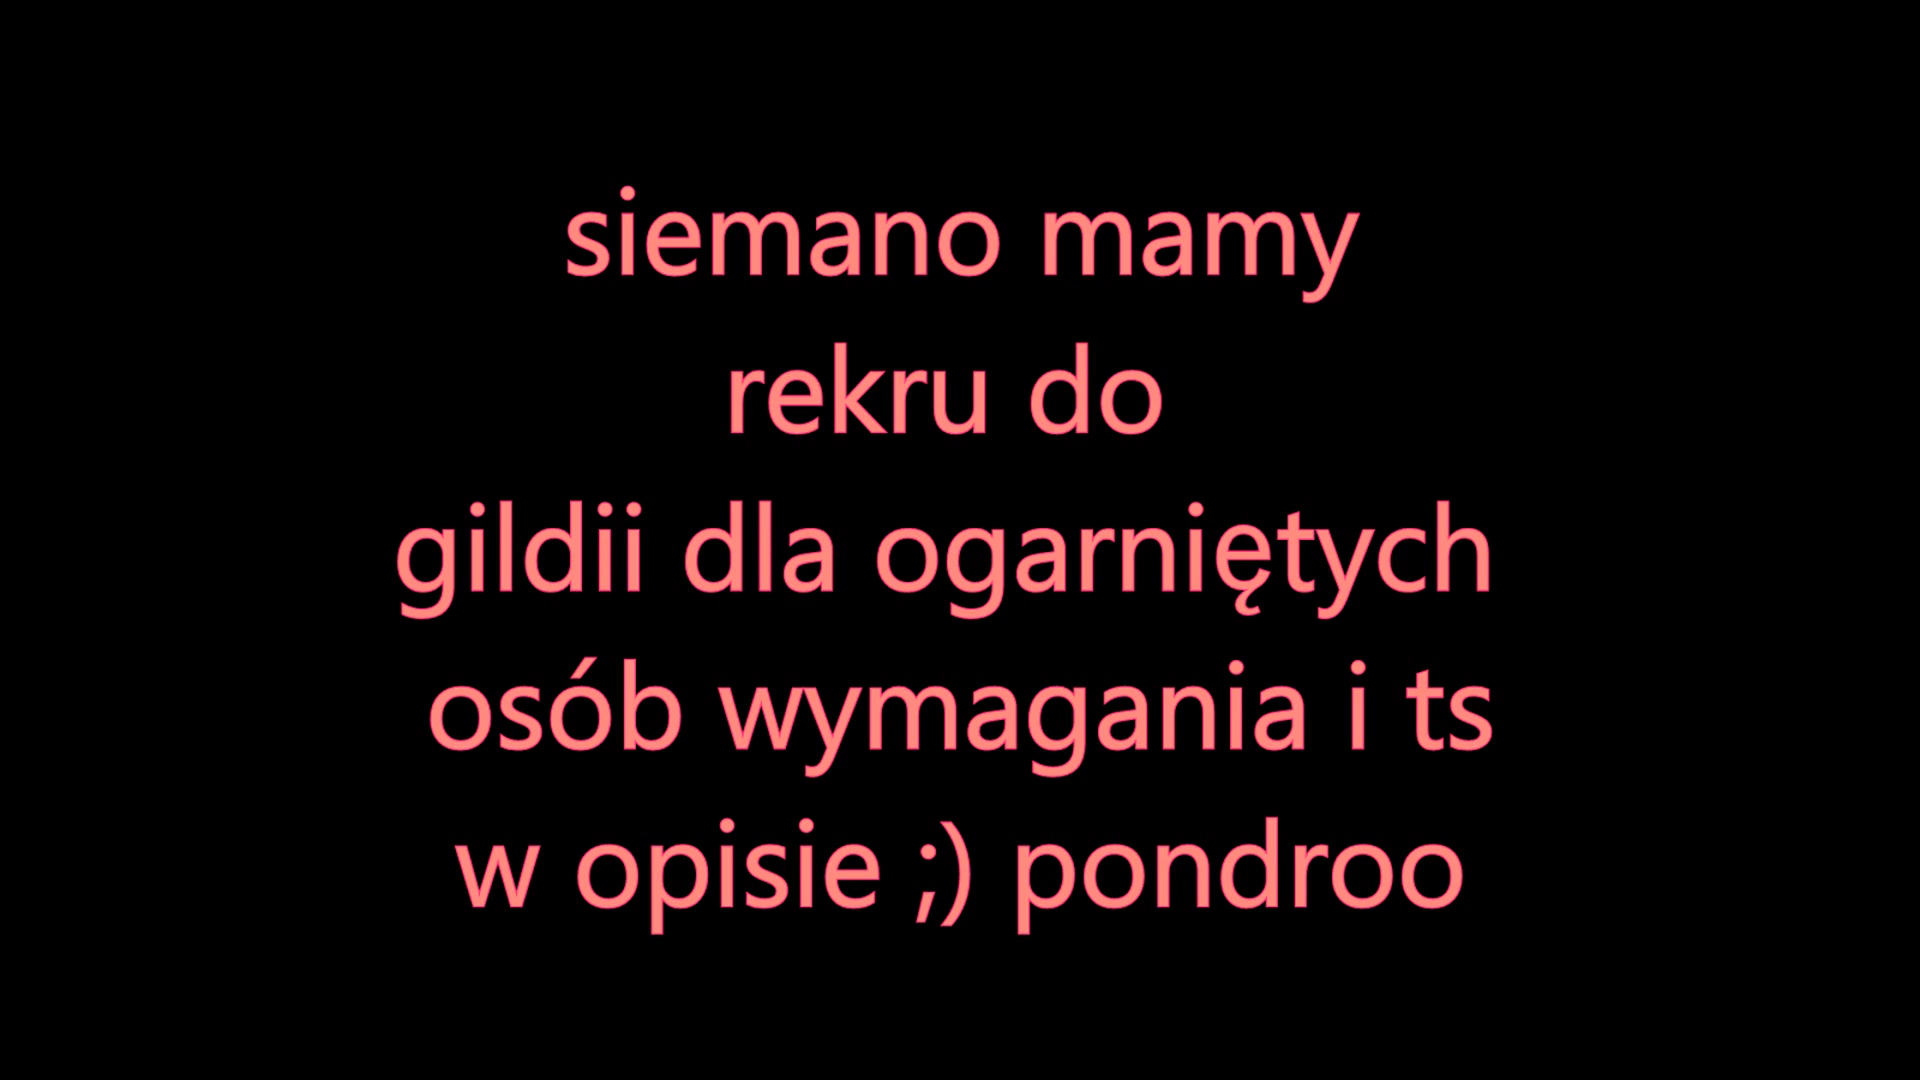 siemano mamy
rekru do
gildii dla ogarniętych
osób wymagania i ts
w opisie ;) pondroo